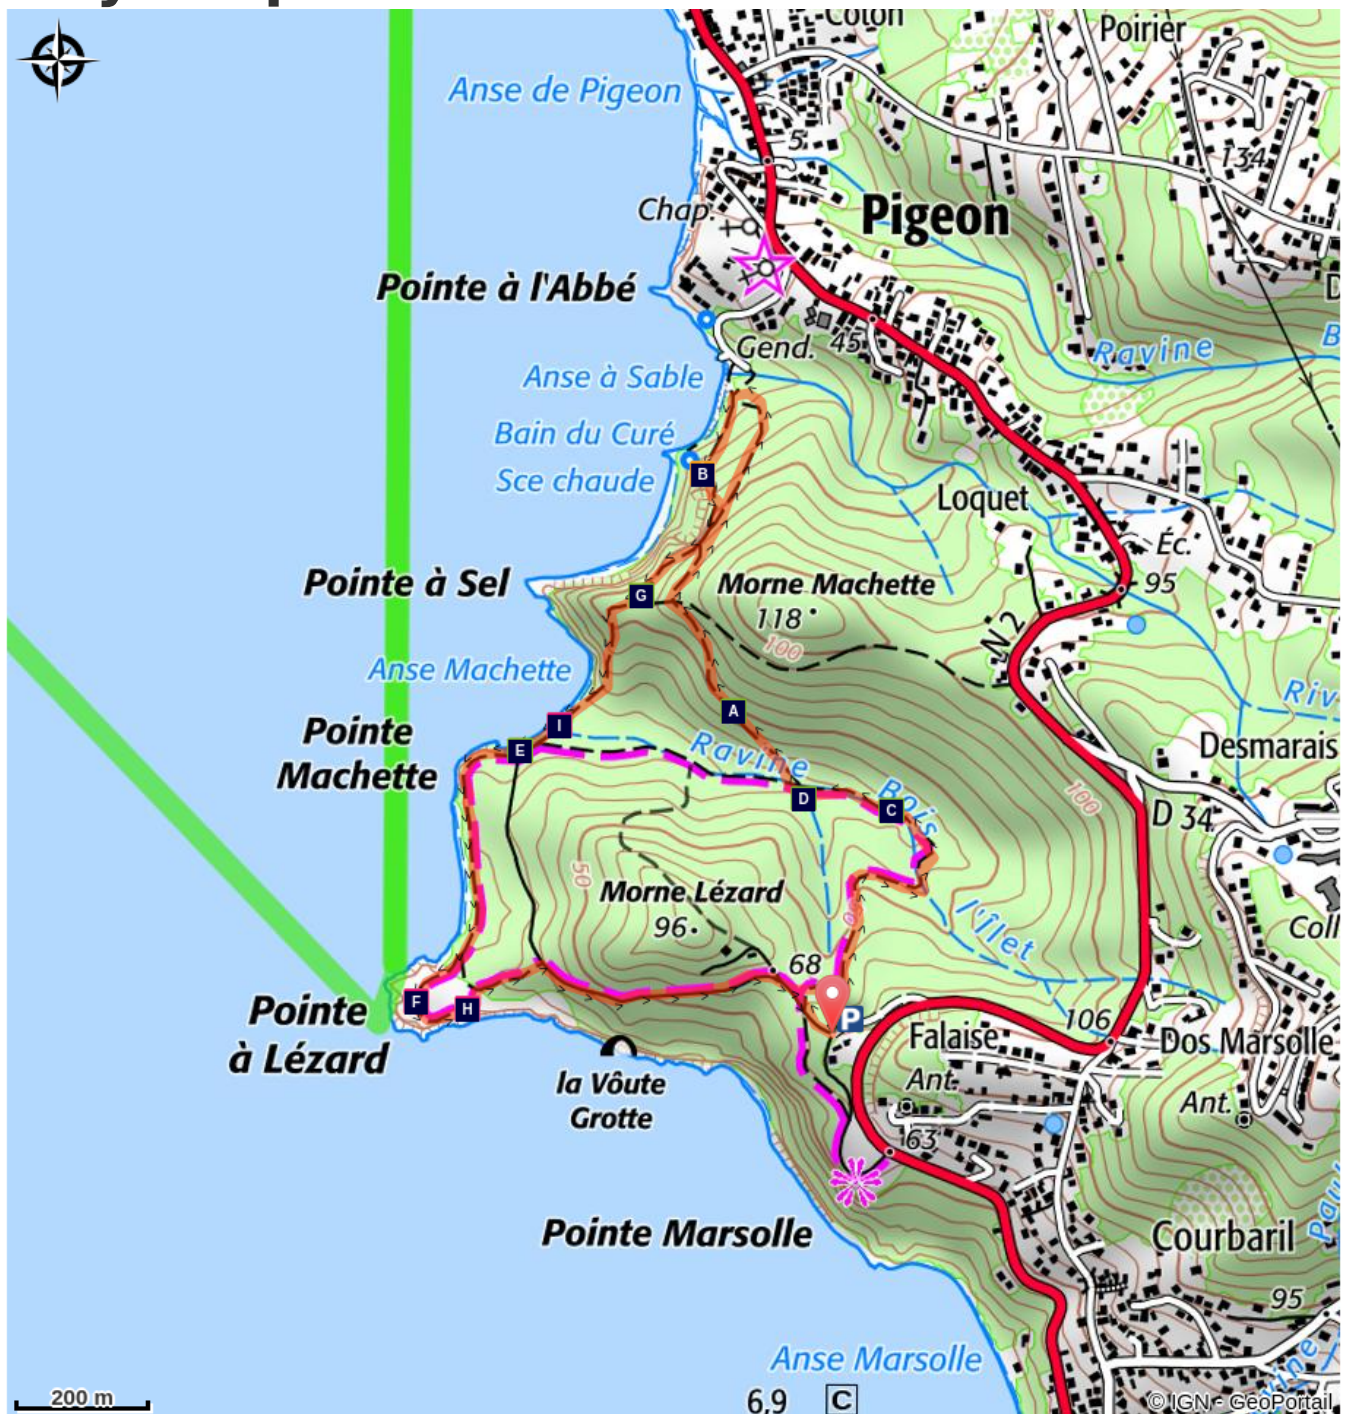 Colon
Poirier
Anse de Pigeon
5
134
Chap.
Pigeon
Pointe à l'Abbé
Gend.
45
Ravine
B
Anse à Sable
Bain du Curé
B
Sce chaude
Loquet
Éc.
Pointe à Sel
Morne Machette
95
118
G
100
N 2
Anse Machette
Riv
A
I
Pointe
Machette
E
Ravine
Desmarais
D
Bois
C
100
D 34
50
Morne Lézard
96
l'îlet
Coll
68
Pointe
à Lézard
F
H
P
106
Falaise
Dos Marsolle
la Vôute
Grotte
Ant.
Ant.
63
Pointe Marsolle
Courbaril
95
Anse Marsolle
200 m
6,9
C
© IGN - GeoPortail